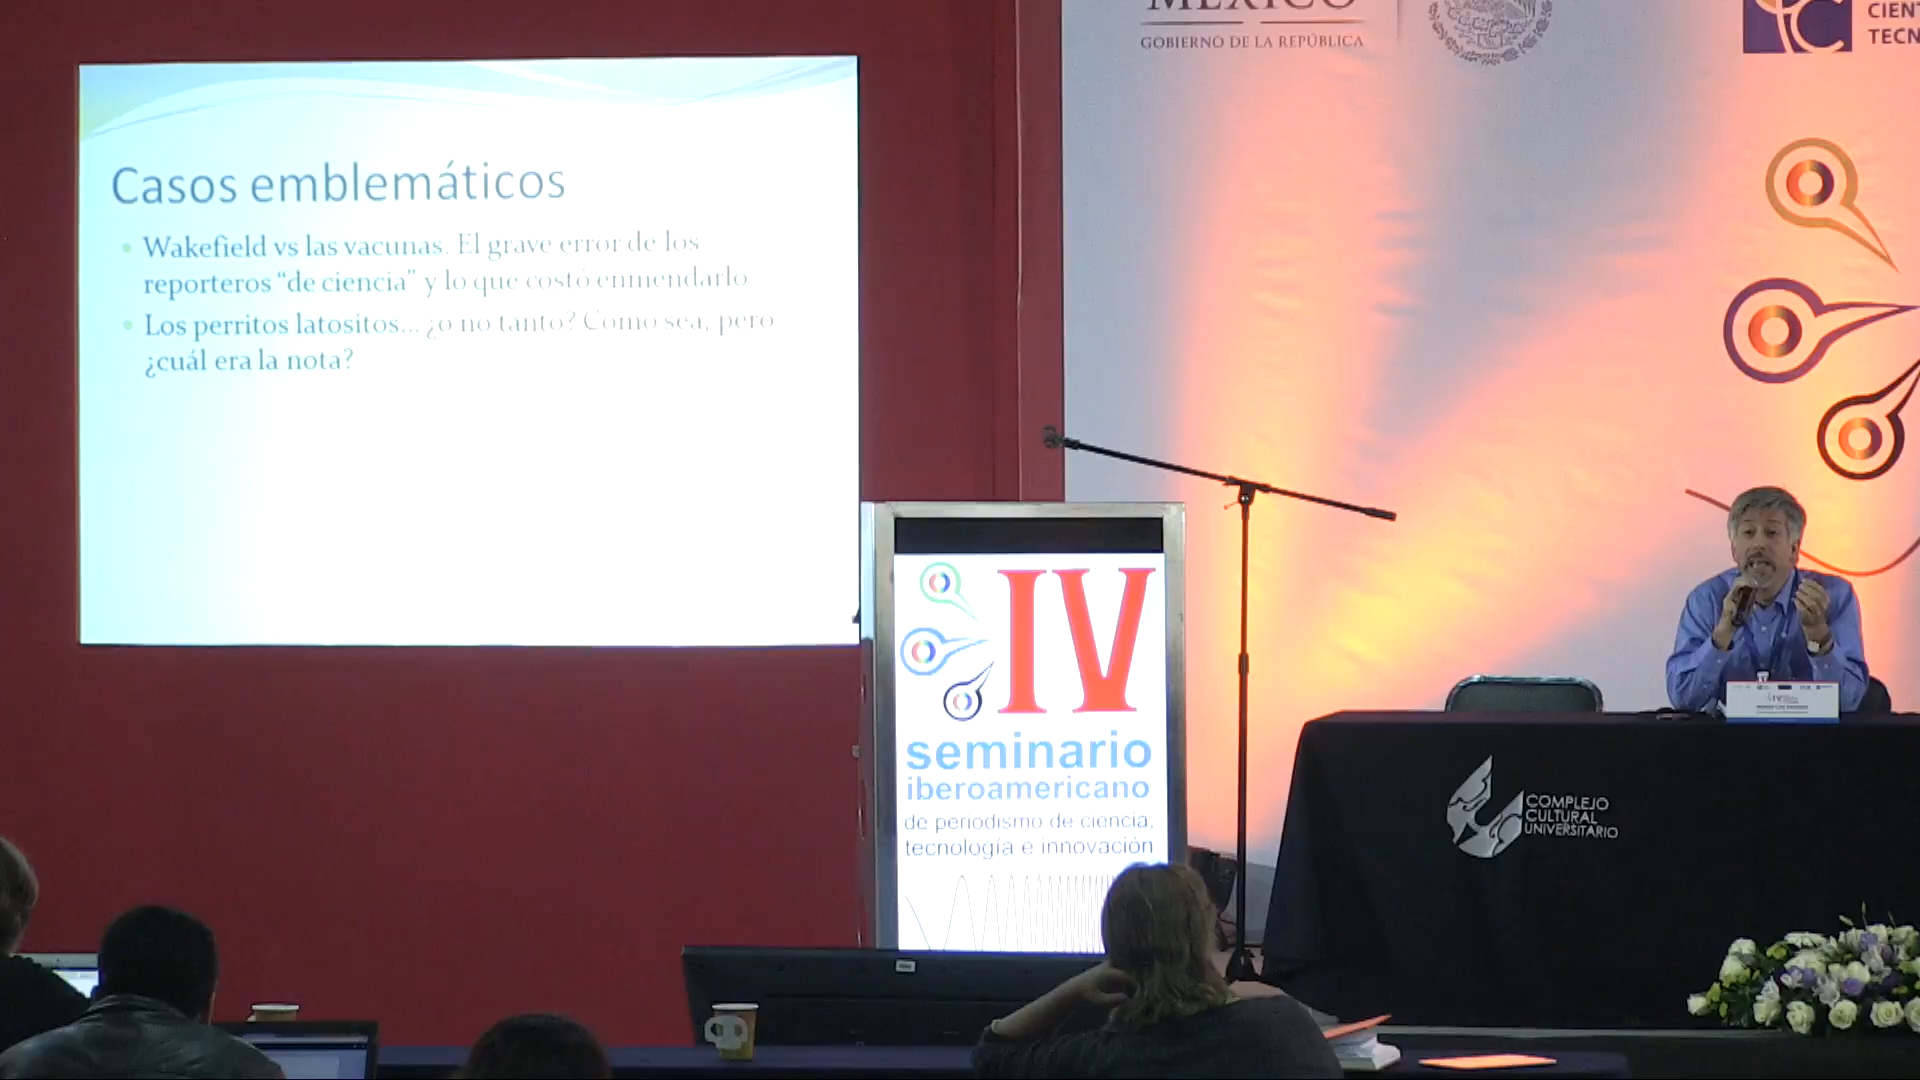 MÉXICO
GOBIERNO DE LA REPÚBLICA
Casos emblemáticos
Wakefield vs las vacunas. El grave error de los
reporteros “de ciencia” y lo que costó enmendarlo
Los perritos latositos... ¿o no tanto? Como sea, pero
¿cuál era la nota?
IV
seminario
iberoamericano
de periodismo de ciencia,
tecnología e innovación
IV
COMPLEJO
CULTURAL
UNIVERSITARIO